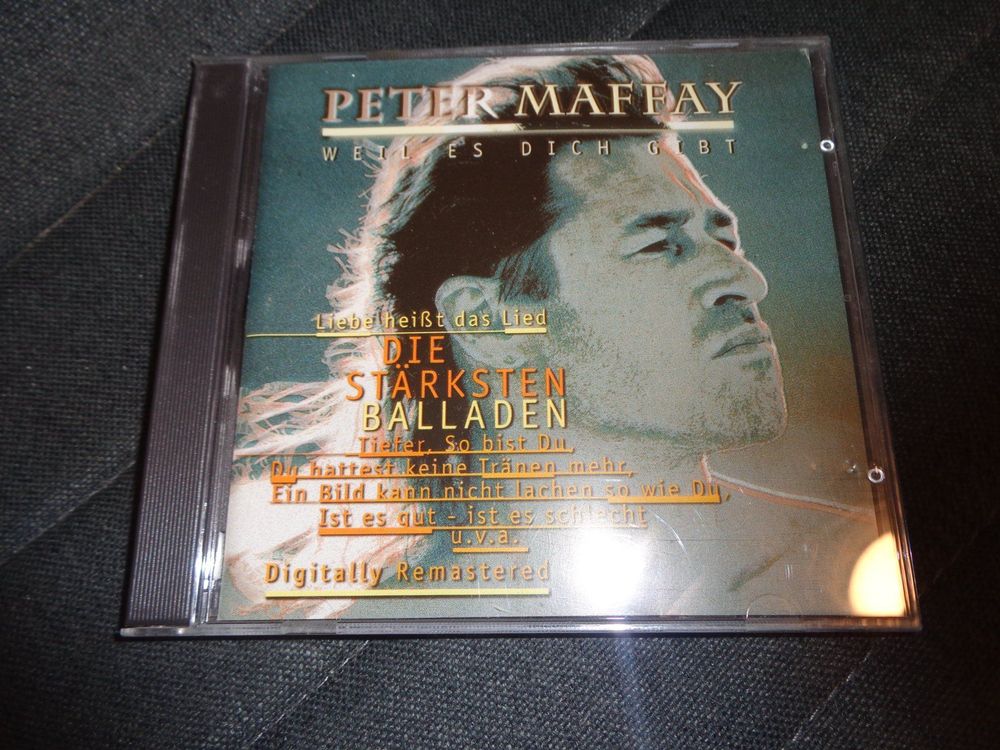 PETER MAFFAY
WEIL ES DICH GIBT
Liebe heißt das Lied
DIE
STÄRKSTEN
BALLADEN
Tiefer, So bist Du,
Du hattest keine Tränen mehr,
Ein Bild kann nicht lachen so wie Du,
Ist es gut - ist es schlecht
u.v.a.
Digitally Remastered